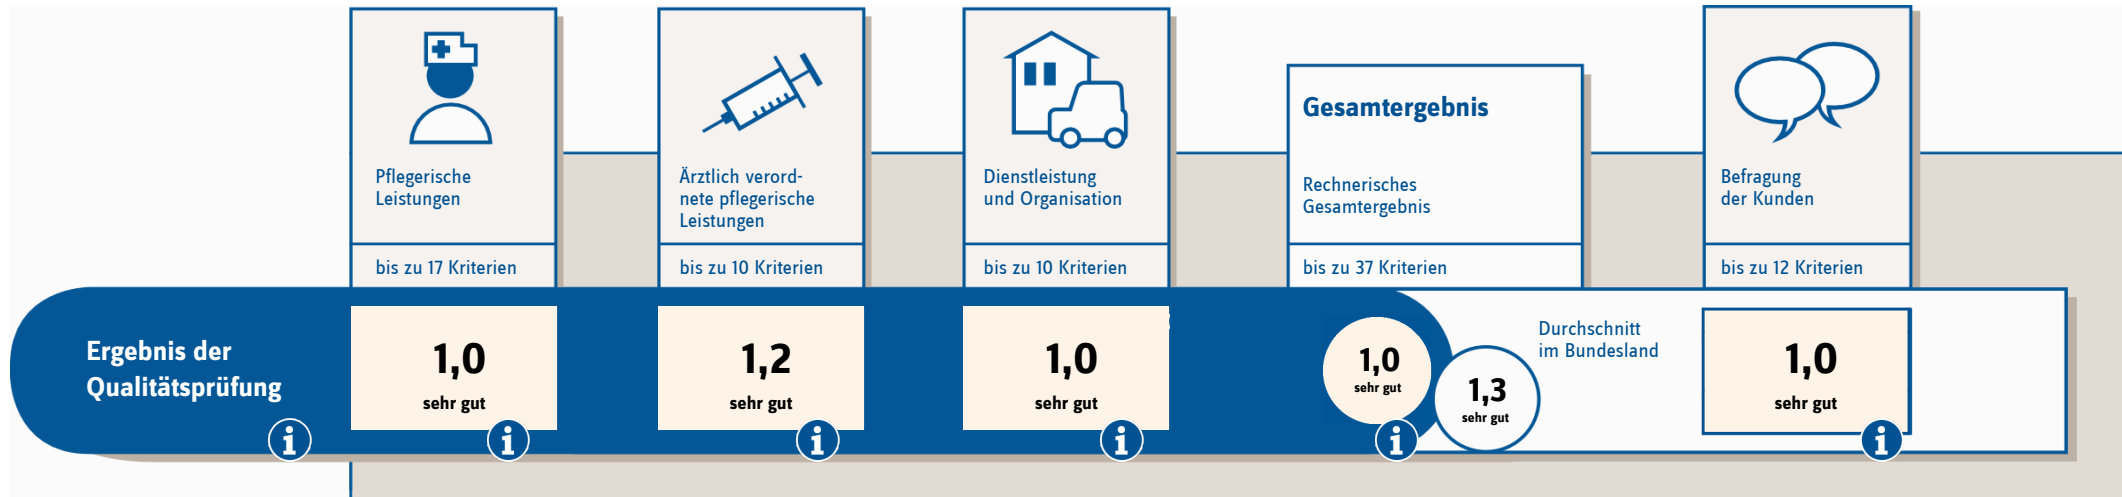 Pflegerische
Leistungen
bis zu 17 Kriterien
Ärztlich verord-
nete pflegerische
Leistungen
bis zu 10 Kriterien
Dienstleistung
und Organisation
bis zu 10 Kriterien
Gesamtergebnis
Rechnerisches
Gesamtergebnis
bis zu 37 Kriterien
Befragung
der Kunden
bis zu 12 Kriterien
Ergebnis der
Qualitätsprüfung
i
1,0
sehr gut
i
1,2
sehr gut
i
1,0
sehr gut
i
1,0
sehr gut
i
1,3
sehr gut
Durchschnitt
im Bundesland
1,0
sehr gut
i